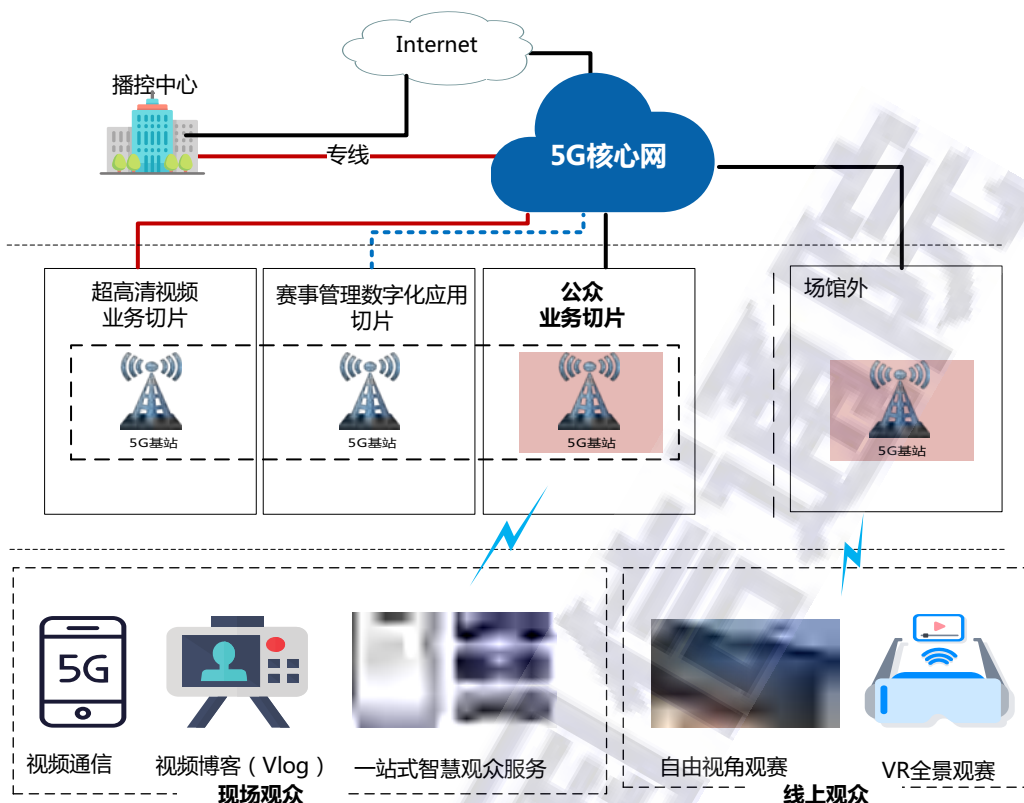 Internet
播控中心
专线
5G核心网
超高清视频
业务切片
赛事管理数字化应用
切片
公众
业务切片
场馆外
5G基站
5G基站
5G基站
5G基站
5G
视频通信
视频博客（Vlog）
一站式智慧观众服务
自由视角观赛
VR全景观赛
现场观众
线上观众